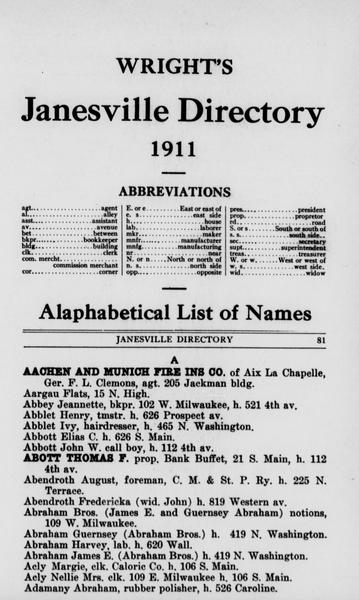 WRIGHT'S
Janesville Directory
1911
ABBREVIATIONS
agt. agent
al. alley
asst. assistant
av. avenue
bet. between
bkpr. bookkeeper
bldg. building
clk. clerk
com. mercht.
commission merchant
cor. corner
E. or e East or east of
e. s east side
h. house
lab. laborer
mkr. maker
mnfr. manufacturer
mnfg. manufacturing
nr near
N. or n North or north of
n. s. north side
opp. opposite
pres. president
prop. propretor
rd. road
S. or s South or south of
s. s. south side
sec. secretary
supt. superintendent
treas. treasurer
W. or w. West or west of
w. s. west side.
wid. widow
Alaphabetical List of Names
JANESVILLE DIRECTORY 81
A
AACHEN AND MUNICH FIRE INS CO. of Aix La Chapelle,
Ger. F. L. Clemons, agt. 205 Jackman bldg.
Aargau Flats, 15 N. High.
Abbey Jeannette, bkpr. 102 W. Milwaukee, h. 521 4th av.
Abblet Henry, tmstr. h. 626 Prospect av.
Abblet Ivy, hairdresser, h. 465 N. Washington.
Abbott Elias C. h. 626 S. Main.
Abbott John W. call boy, h. 112 4th av.
ABOTT THOMAS F. prop. Bank Buffet, 21 S. Main, h. 112
4th av.
Abendroth August, foreman, C. M. & St. P. Ry. h. 225 N.
Terrace.
Abendroth Fredericka (wid. John) h. 819 Western av.
Abraham Bros. (James E. and Guernsey Abraham) notions,
109 W. Milwaukee.
Abraham Guernsey (Abraham Bros.) h. 419 N. Washington.
Abraham Harvey, lab. h. 620 Wall.
Abraham James E. (Abraham Bros.) h. 419 N. Washington.
Acly Margie, clk. Calorie Co. h. 106 S. Main.
Acly Nellie Mrs. clk. 109 E. Milwaukee h. 106 S. Main.
Adamany Abraham, rubber polisher, h. 526 Caroline.